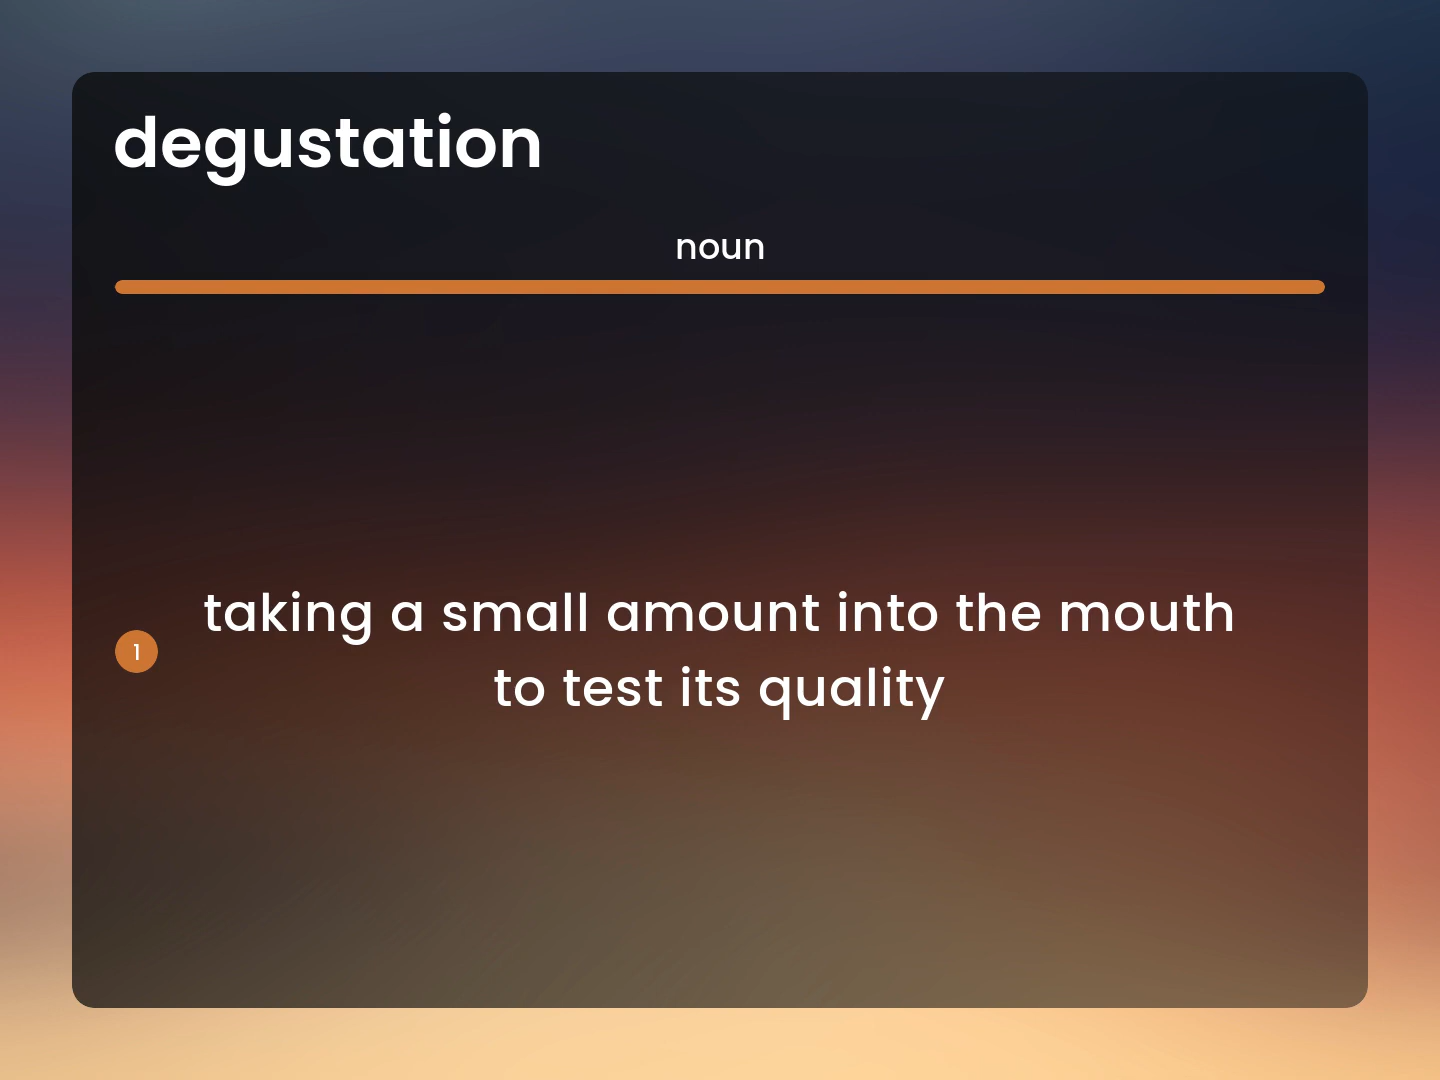 degustation
noun
1
taking a small amount into the mouth
to test its quality